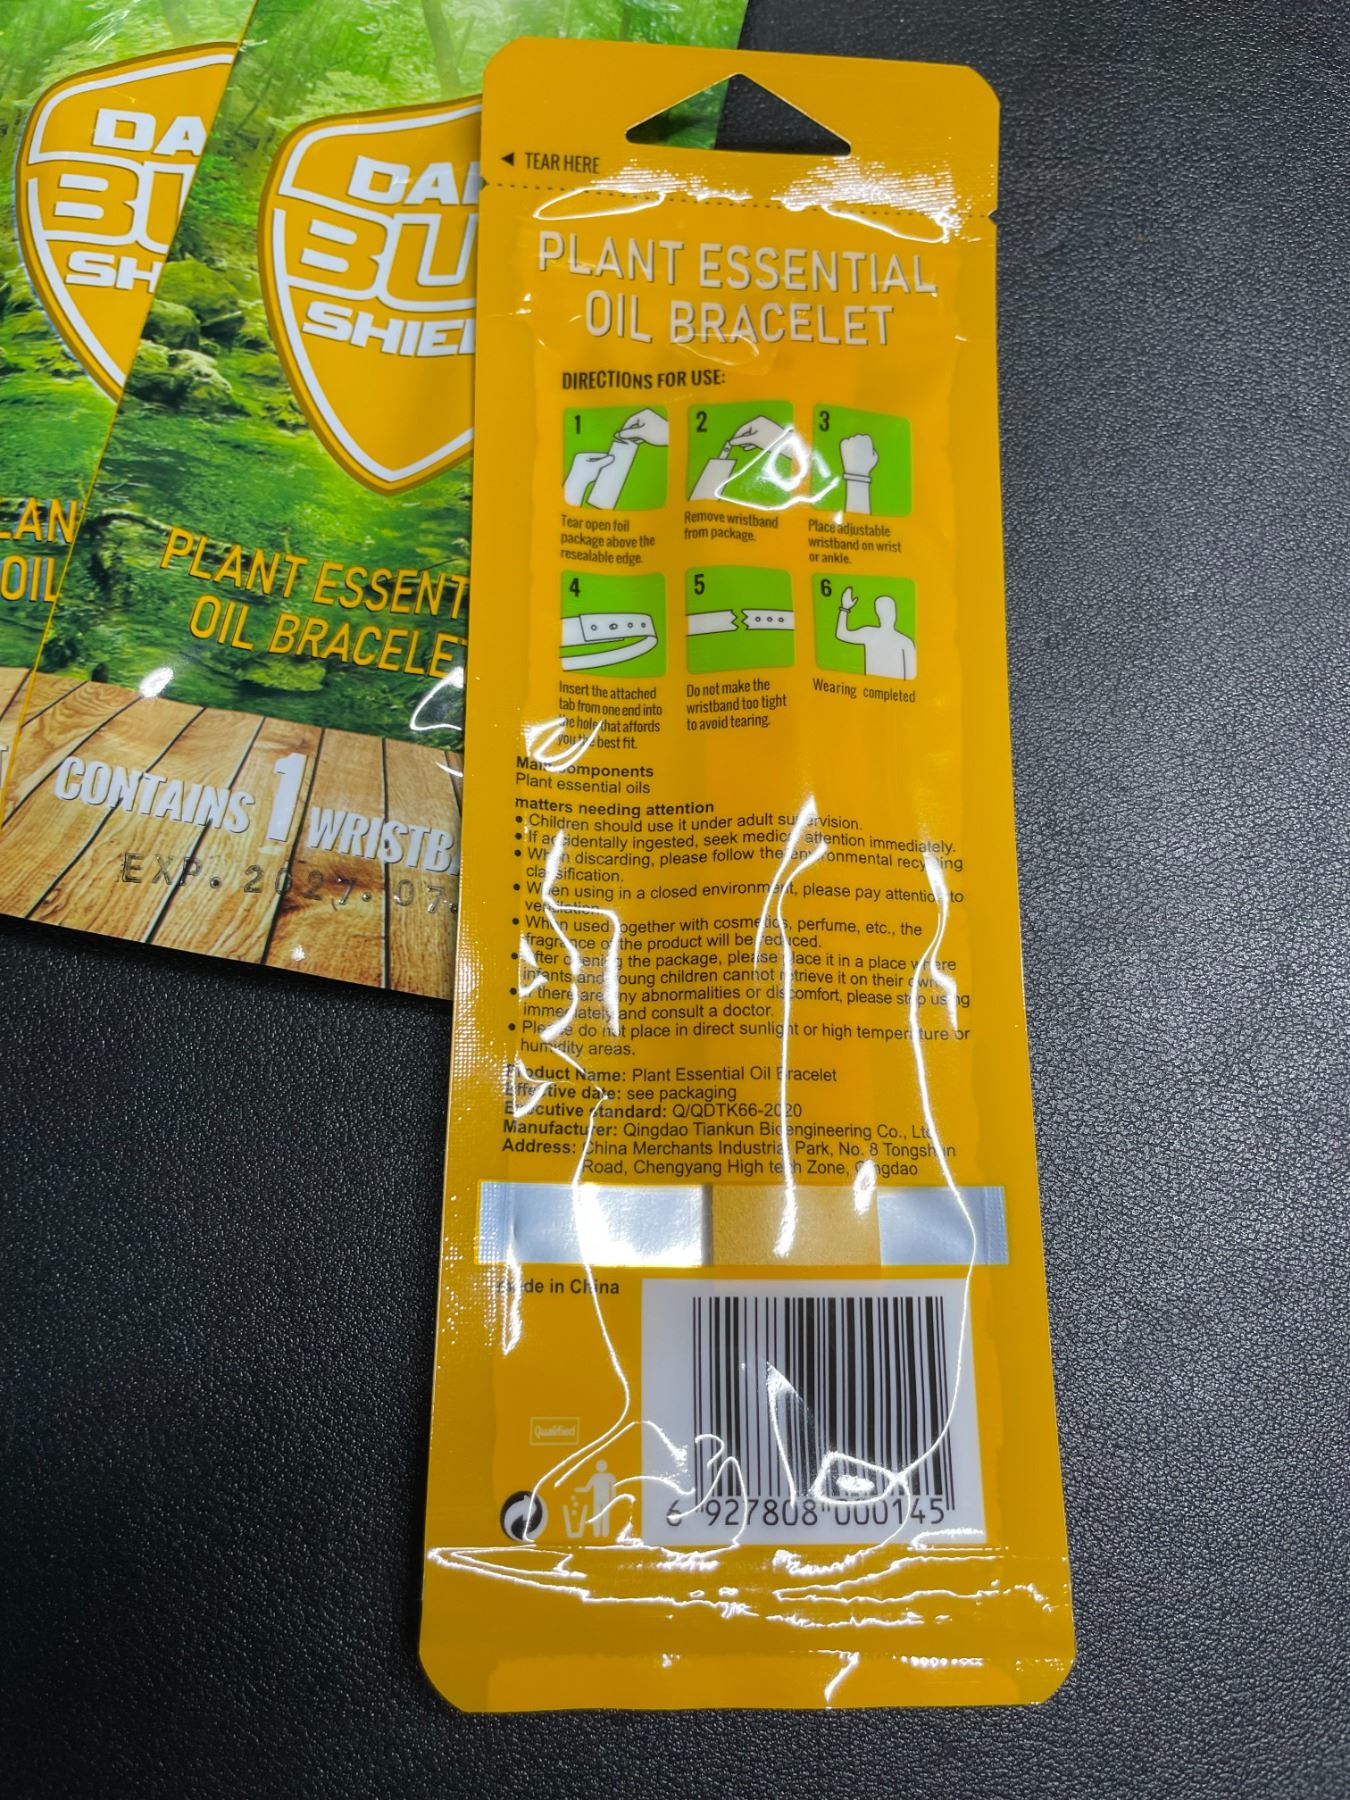 DA
BU
SH
LAN
OIL
DAI
BU
SHIEL
PLANT ESSENT
OIL BRACELET
CONTAINS 1 WRISTB
EXP. 2027.07.
TEAR HERE
PLANT ESSENTIAL
OIL BRACELET
DIRECTIONS FOR USE:
1
2
3
Tear open foil
package above the
resealable edge.
Remove wristband
from package.
Place adjustable
wristband on wrist
or ankle.
4
5
6
Insert the attached
tab from one end into
the hole that affords
you the best fit.
Do not make the
wristband too tight
to avoid tearing.
Wearing completed
Main components
Plant essential oils
matters needing attention
• Children should use it under adult supervision.
• If accidentally ingested, seek medical attention immediately.
• When discarding, please follow the environmental recycling
classification.
• When using in a closed environment, please pay attention to
ventilation.
• When used together with cosmetics, perfume, etc., the
fragrance of the product will be reduced.
• After opening the package, please place it in a place where
infants and young children cannot retrieve it on their own.
• If there are any abnormalities or discomfort, please stop using
immediately and consult a doctor.
• Please do not place in direct sunlight or high temperature or
humidity areas.
Product Name: Plant Essential Oil Bracelet
Effective date: see packaging
Executive standard: Q/QDTK66-2020
Manufacturer: Qingdao Tiankun Bioengineering Co., Ltd
Address: China Merchants Industrial Park, No. 8 Tongshan
Road, Chengyang High tech Zone, Qingdao
Made in China
Qualified
6 927808 000145